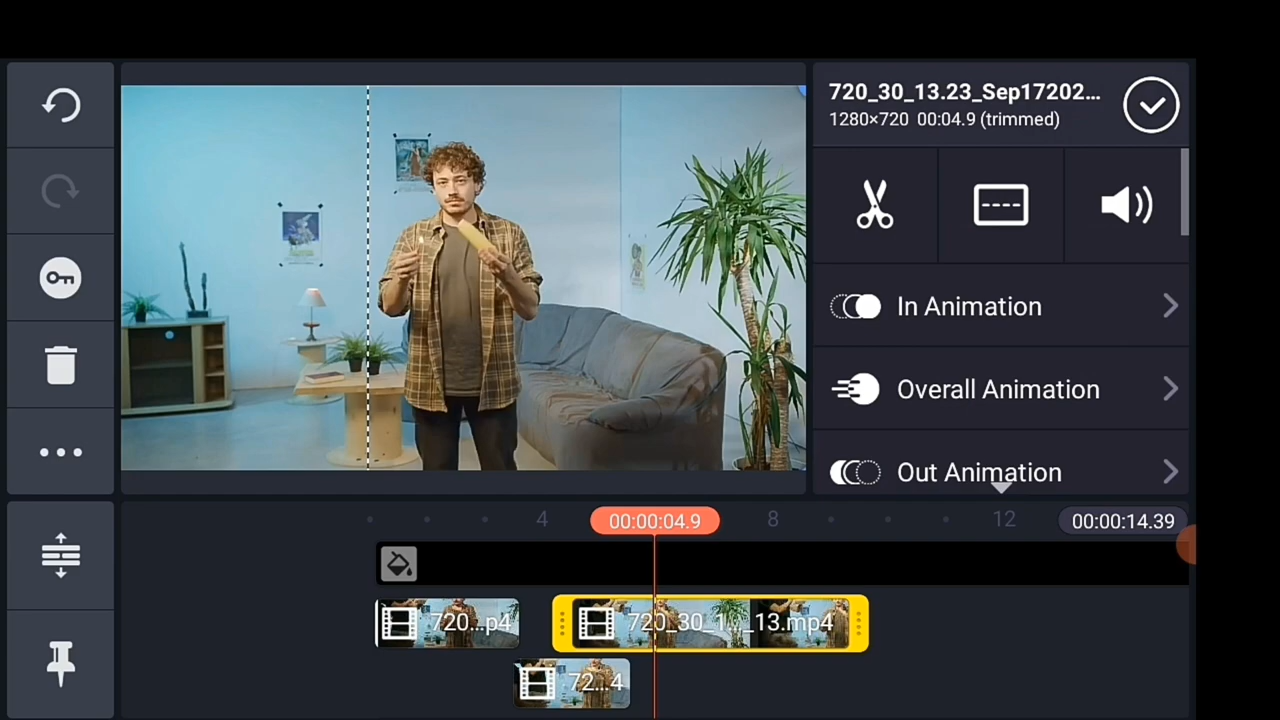 720_30_13.23_Sep17202...
1280×720 00:04.9 (trimmed)
In Animation
Overall Animation
Out Animation
4
00:00:04.9
8
12
00:00:14.39
720...p4
720_30_1..._13.mp4
72...4